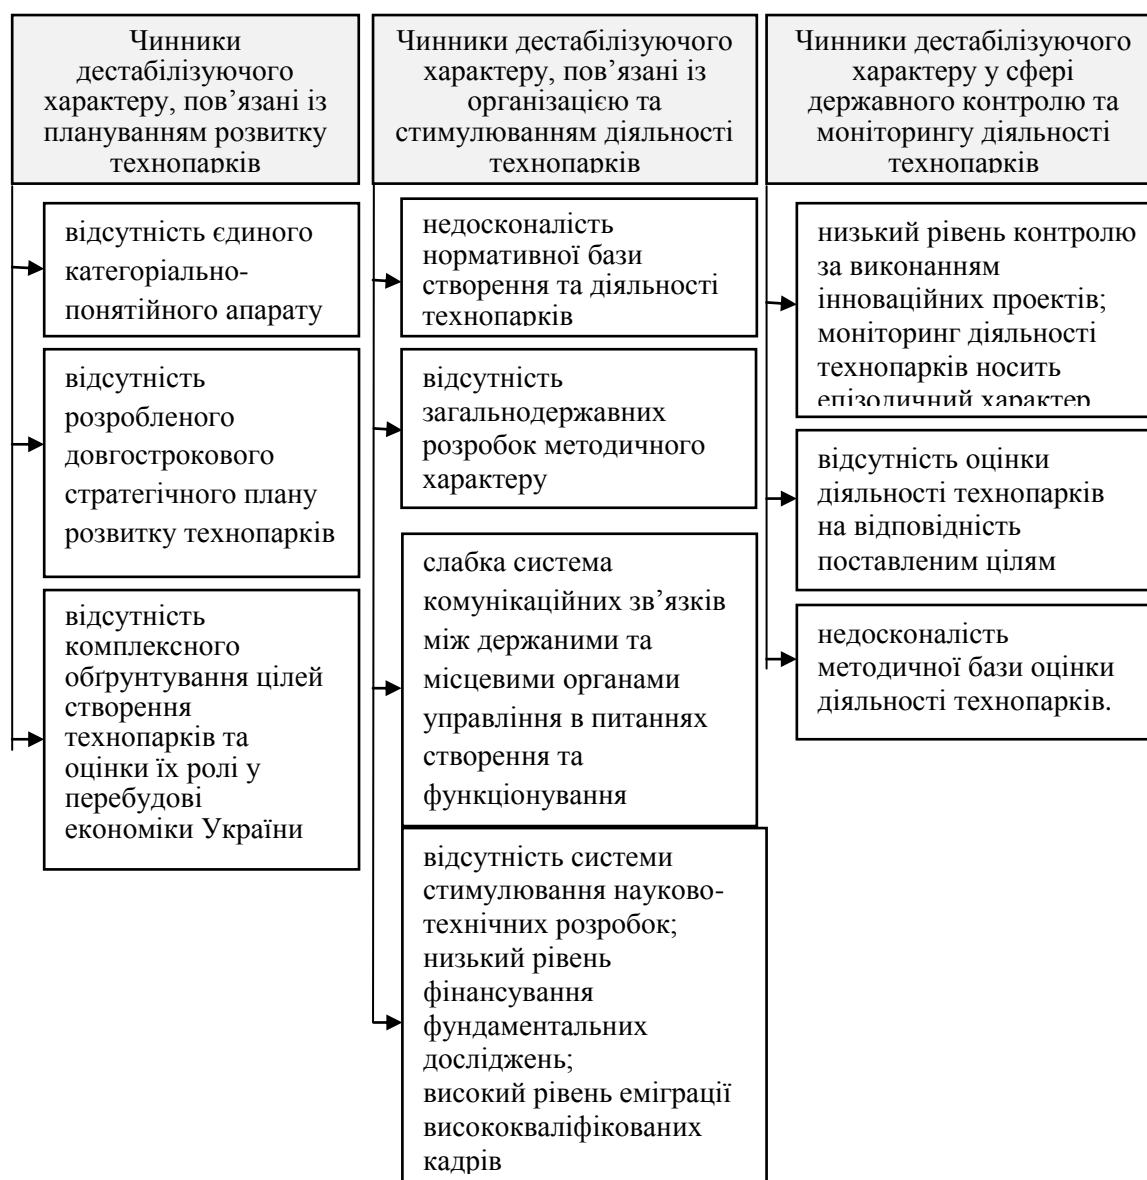 Чинники
дестабілізуючого
характеру, пов’язані із
плануванням розвитку
технопарків
відсутність єдиного
категоріально-
понятійного апарату
відсутність
розробленого
довгострокового
стратегічного плану
розвитку технопарків
відсутність
комплексного
обґрунтування цілей
створення
технопарків та
оцінки їх ролі у
перебудові
економіки України
Чинники дестабілізуючого
характеру, пов’язані із
організацією та
стимулюванням діяльності
технопарків
недосконалість
нормативної бази
створення та діяльності
технопарків
відсутність
загальнодержавних
розробок методичного
характеру
слабка система
комунікаційних зв’язків
між держаними та
місцевими органами
управління в питаннях
створення та
функціонування
відсутність системи
стимулювання науково-
технічних розробок;
низький рівень
фінансування
фундаментальних
досліджень;
високий рівень еміграції
висококваліфікованих
кадрів
Чинники дестабілізуючого
характеру у сфері
державного контролю та
моніторингу діяльності
технопарків
низький рівень контролю
за виконанням
інноваційних проектів;
моніторинг діяльності
технопарків носить
епізодичний характер
відсутність оцінки
діяльності технопарків
на відповідність
поставленим цілям
недосконалість
методичної бази оцінки
діяльності технопарків.